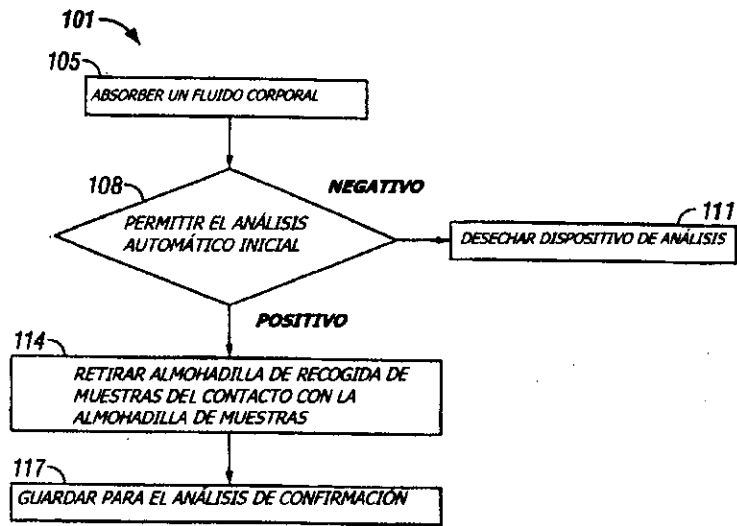 101
105
ABSORBER UN FLUIDO CORPORAL
108
NEGATIVO
PERMITIR EL ANÁLISIS
AUTOMÁTICO INICIAL
111
DESECHAR DISPOSITIVO DE ANÁLISIS
POSITIVO
114
RETIRAR ALMOHADILLA DE RECOGIDA DE
MUESTRAS DEL CONTACTO CON LA
ALMOHADILLA DE MUESTRAS
117
GUARDAR PARA EL ANÁLISIS DE CONFIRMACIÓN